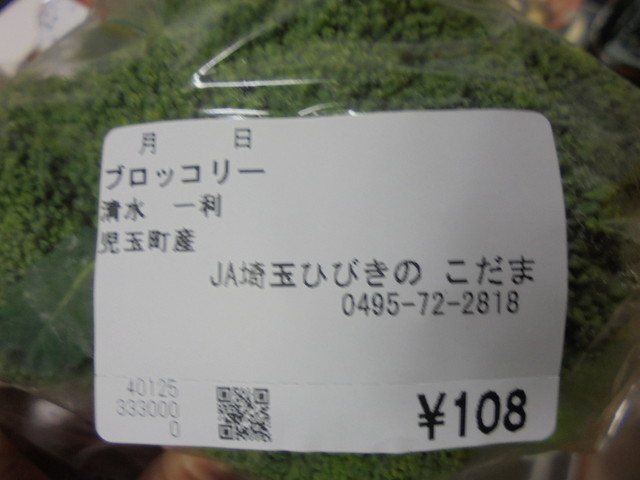 月 日
ブロッコリー
清水 一利
児玉町産
JA埼玉ひびきの こだま
0495-72-2818
40125
333000
0
¥108